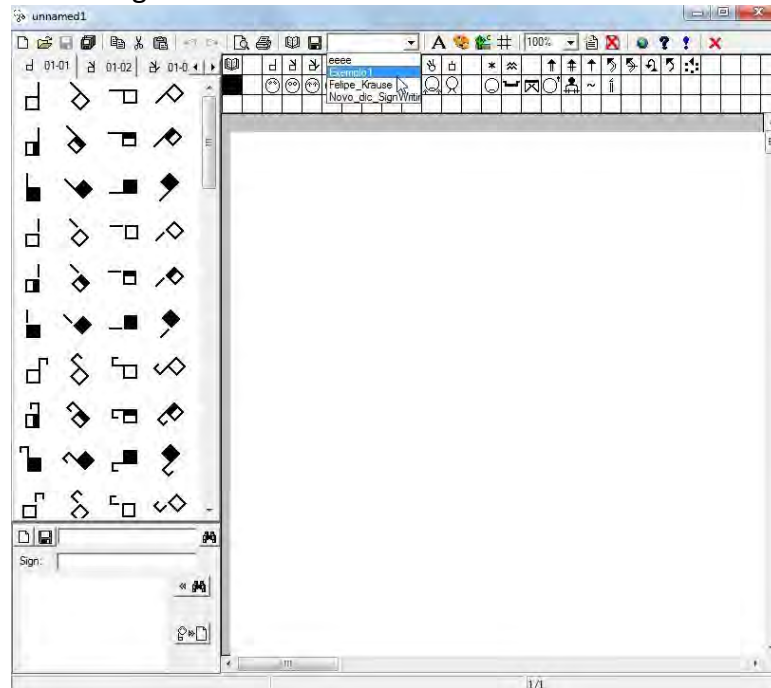 unnamed1
100%
01-01 01-02 01-0
eeee
Exemplo1
Felipe_Krause
Novo_dic_SignWritin
Sign:
1/1